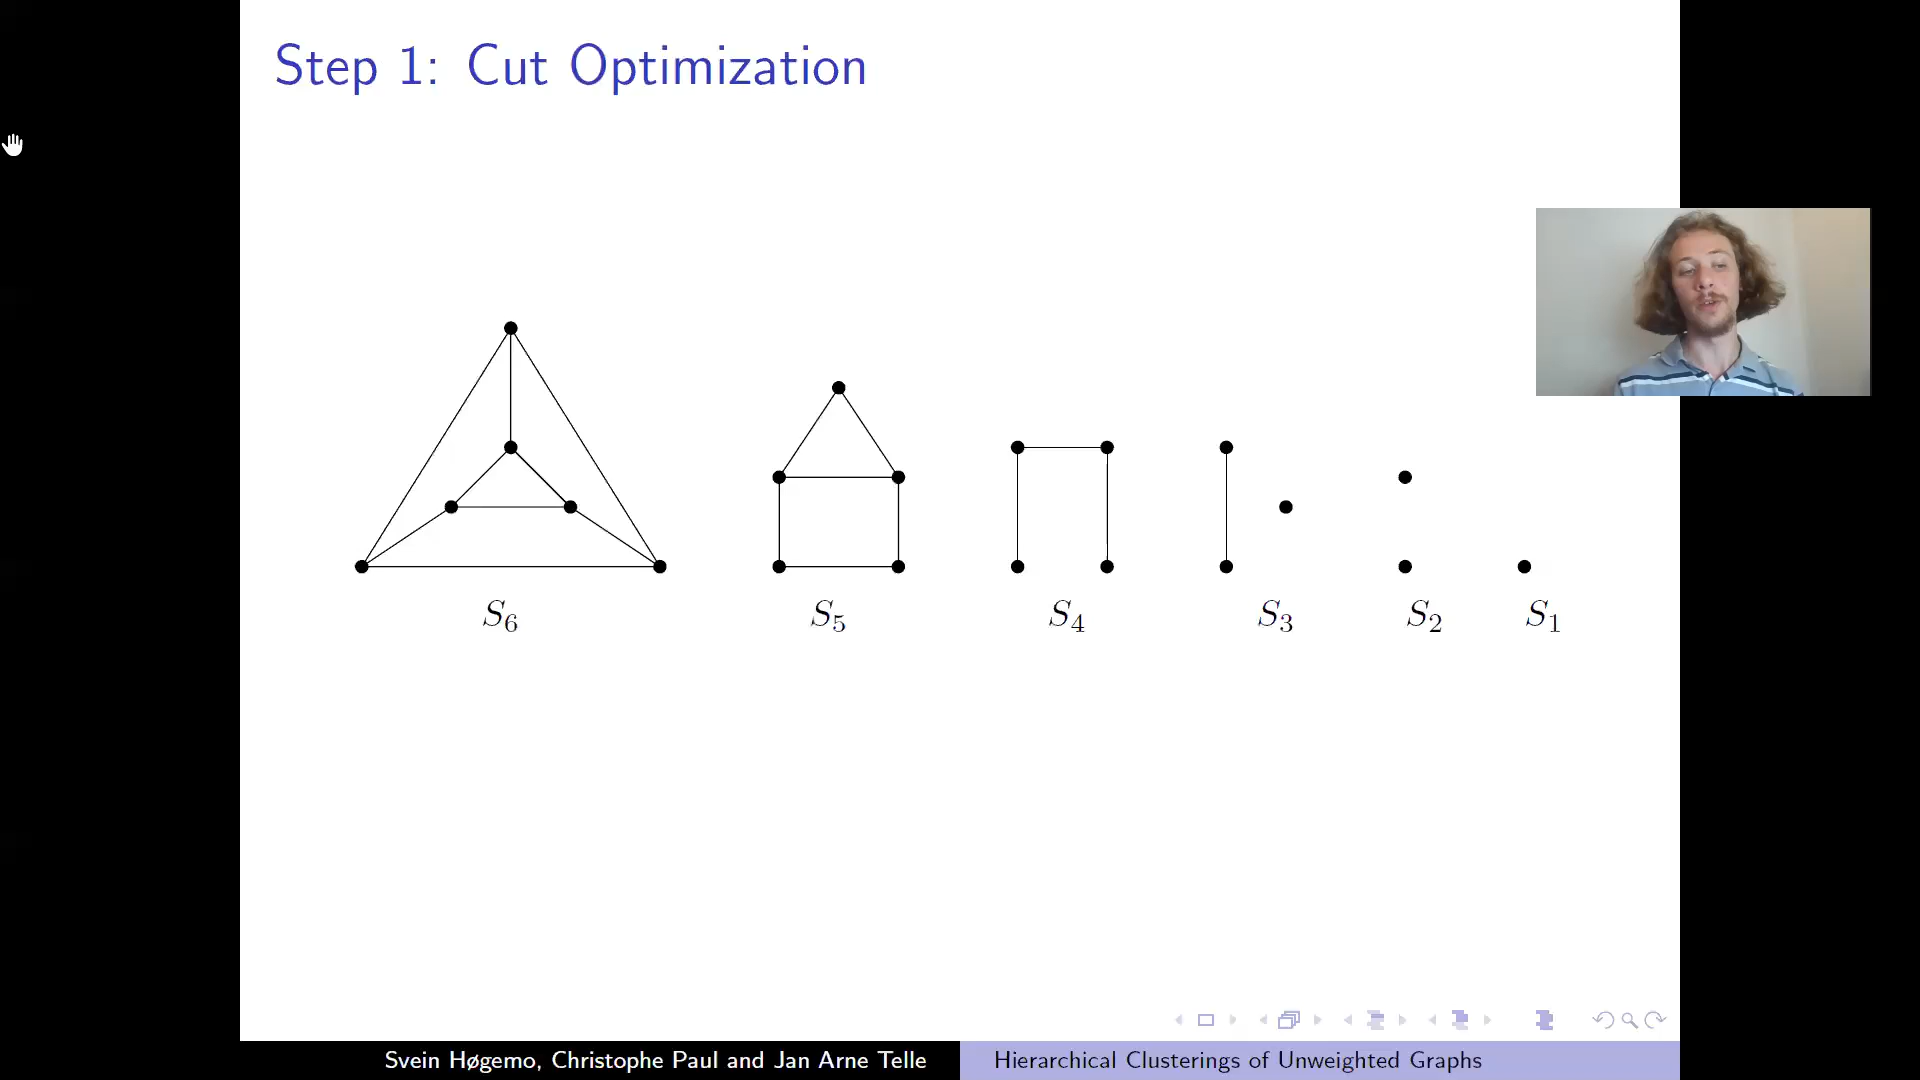 Step 1: Cut Optimization
S₆ S₅ S₄ S₃ S₂ S₁
Svein Høgemo, Christophe Paul and Jan Arne Telle
Hierarchical Clusterings of Unweighted Graphs